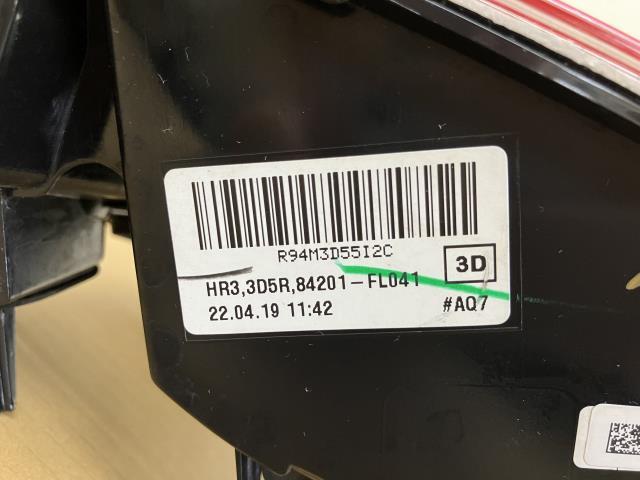 R94M3D55I2C
3D
HR3,3D5R,84201-FL041
22.04.19 11:42 #AQ7